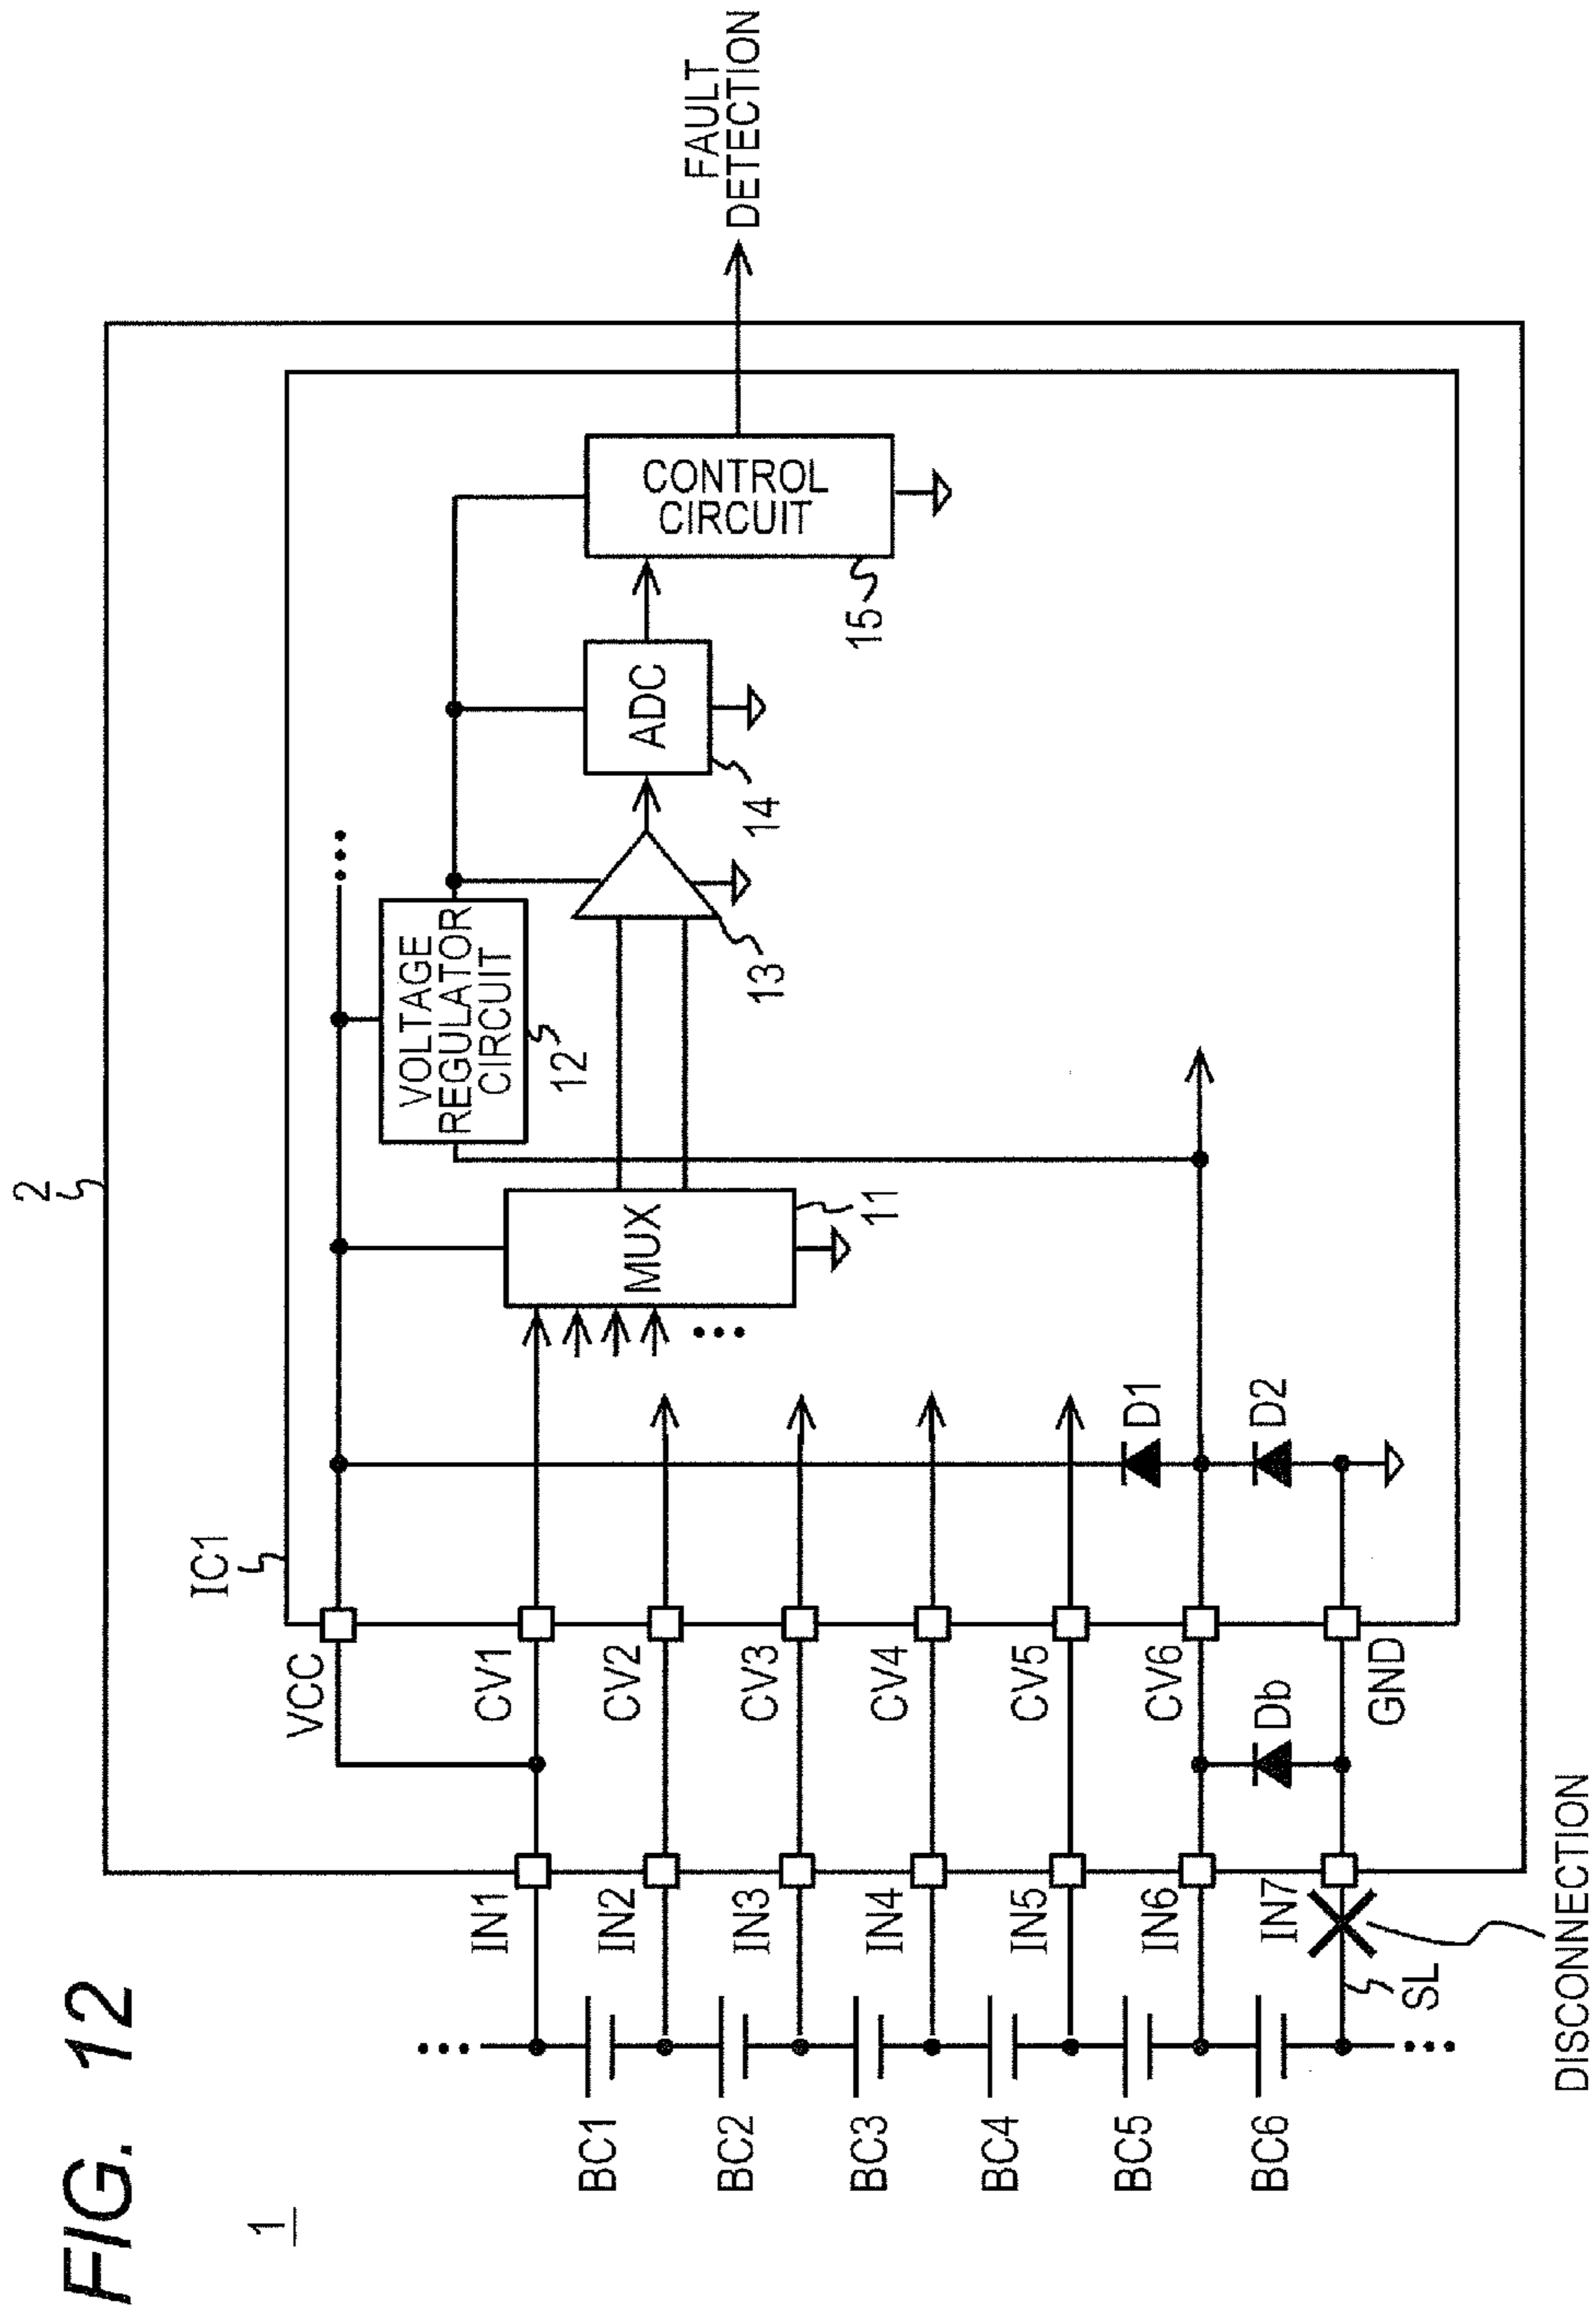 FIG. 12
1
2
IC1
VCC
CV1
CV2
CV3
CV4
CV5
CV6
GND
IN1
IN2
IN3
IN4
IN5
IN6
IN7
BC1
BC2
BC3
BC4
BC5
BC6
SL
DISCONNECTION
Db
D1
D2
MUX
11
VOLTAGE
REGULATOR
CIRCUIT
12
13
ADC
14
CONTROL
CIRCUIT
15
FAULT
DETECTION